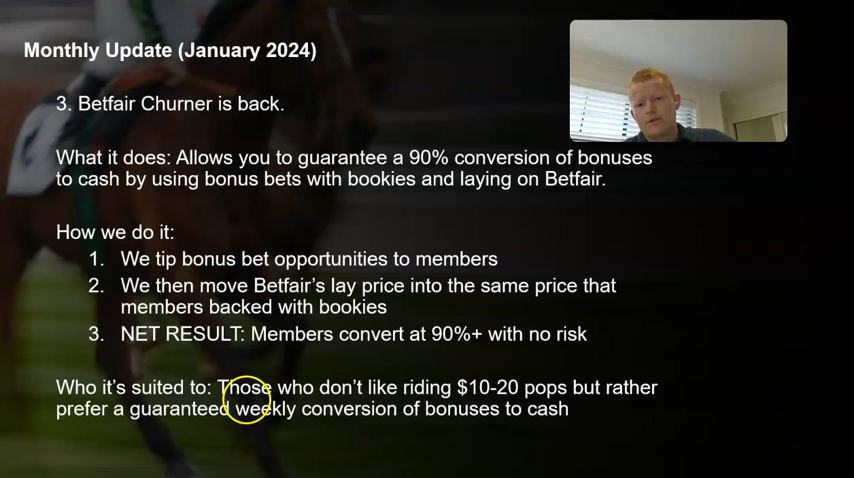 Monthly Update (January 2024)
3. Betfair Churner is back.
What it does: Allows you to guarantee a 90% conversion of bonuses
to cash by using bonus bets with bookies and laying on Betfair.
How we do it:
1. We tip bonus bet opportunities to members
2. We then move Betfair's lay price into the same price that
members backed with bookies
3. NET RESULT: Members convert at 90%+ with no risk
Who it's suited to: Those who don't like riding $10-20 pops but rather
prefer a guaranteed weekly conversion of bonuses to cash